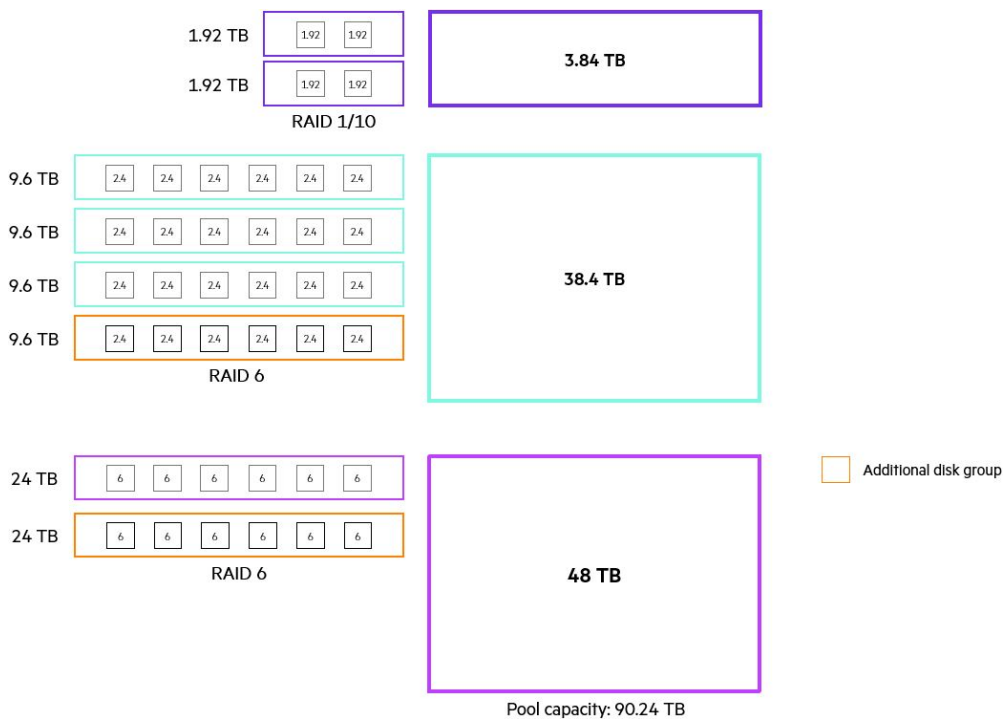 1.92 TB 1.92 1.92
1.92 TB 1.92 1.92
RAID 1/10
3.84 TB
9.6 TB 2.4 2.4 2.4 2.4 2.4 2.4
9.6 TB 2.4 2.4 2.4 2.4 2.4 2.4
9.6 TB 2.4 2.4 2.4 2.4 2.4 2.4
9.6 TB 2.4 2.4 2.4 2.4 2.4 2.4
RAID 6
38.4 TB
24 TB 6 6 6 6 6 6
24 TB 6 6 6 6 6 6
RAID 6
48 TB
Additional disk group
Pool capacity: 90.24 TB